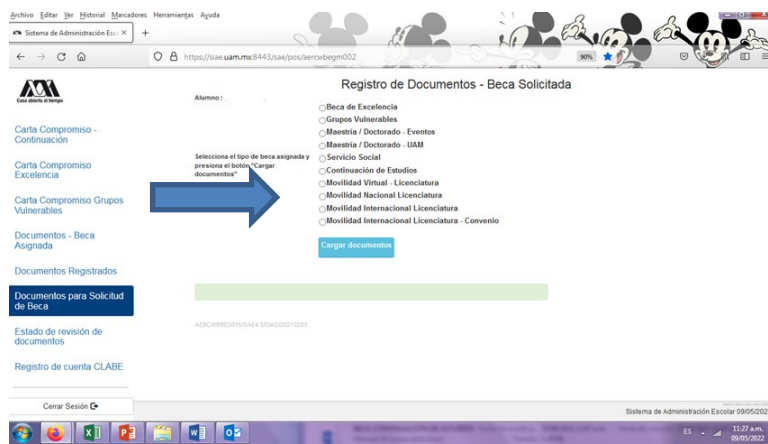 Archivo Editar Ver Historial Marcadores Herramientas Ayuda
Sistema de Administración Esc
https://siae.uam.mx:8443/sae/pos/aercwbegm002
90%
Casa abierta al tiempo
Registro de Documentos - Beca Solicitada
Alumno :
Beca de Excelencia
Grupos Vulnerables
Maestría / Doctorado - Eventos
Maestría / Doctorado - UAM
Selecciona el tipo de beca asignada y
presiona el botón "Cargar
documentos"
Servicio Social
Continuación de Estudios
Movilidad Virtual - Licenciatura
Movilidad Nacional Licenciatura
Movilidad Internacional Licenciatura
Movilidad Internacional Licenciatura - Convenio
Cargar documentos
Carta Compromiso -
Continuación
Carta Compromiso
Excelencia
Carta Compromiso Grupos
Vulnerables
Documentos - Beca
Asignada
Documentos Registrados
Documentos para Solicitud
de Beca
Estado de revisión de
documentos
Registro de cuenta CLABE
Cerrar Sesión
Sistema de Administración Escolar 09/05/202
ES
11:27 a.m.
09/05/2022